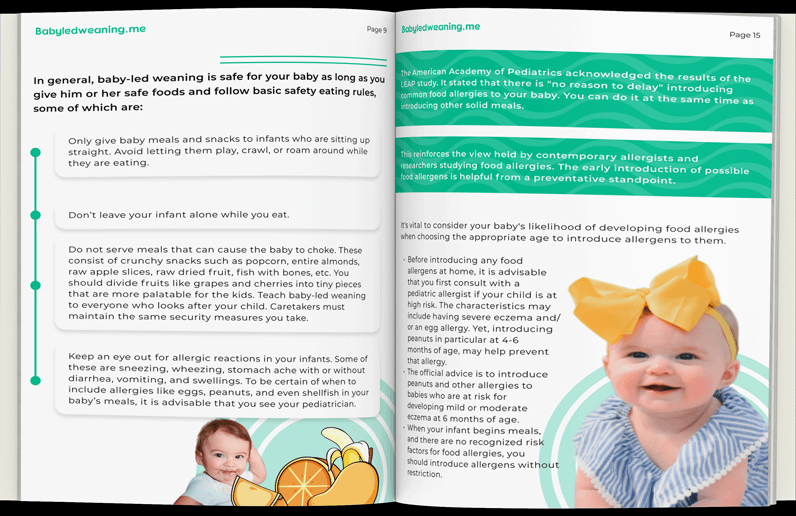 Babyledweaning.me
Page 9
In general, baby-led weaning is safe for your baby as long as you
give him or her safe foods and follow basic safety eating rules,
some of which are:
Only give baby meals and snacks to infants who are sitting up
straight. Avoid letting them play, crawl, or roam around while
they are eating.
Don't leave your infant alone while you eat.
Do not serve meals that can cause the baby to choke. These
consist of crunchy snacks such as popcorn, entire almonds,
raw apple slices, raw dried fruit, fish with bones, etc. You
should divide fruits like grapes and cherries into tiny pieces
that are more palatable for the kids. Teach baby-led weaning
to everyone who looks after your child. Caretakers must
maintain the same security measures you take.
Keep an eye out for allergic reactions in your infants. Some of
these are sneezing, wheezing, stomach ache with or without
diarrhea, vomiting, and swellings. To be certain of when to
include allergies like eggs, peanuts, and even shellfish in your
baby's meals, it is advisable that you see your pediatrician.
Babyledweaning.me
Page 15
The American Academy of Pediatrics acknowledged the results of the
LEAP study. It stated that there is "no reason to delay" introducing
common food allergies to your baby. You can do it at the same time as
introducing other solid meals.
This reinforces the view held by contemporary allergists and
researchers studying food allergies. The early introduction of possible
food allergens is helpful from a preventative standpoint.
It's vital to consider your baby's likelihood of developing food allergies
when choosing the appropriate age to introduce allergens to them.
• Before introducing any food
allergens at home, it is advisable
that you first consult with a
pediatric allergist if your child is at
high risk. The characteristics may
include having severe eczema and/
or an egg allergy. Yet, introducing
peanuts in particular at 4-6
months of age, may help prevent
that allergy.
• The official advice is to introduce
peanuts and other allergies to
babies who are at risk for
developing mild or moderate
eczema at 6 months of age.
• When your infant begins meals,
and there are no recognized risk
factors for food allergies, you
should introduce allergens without
restriction.